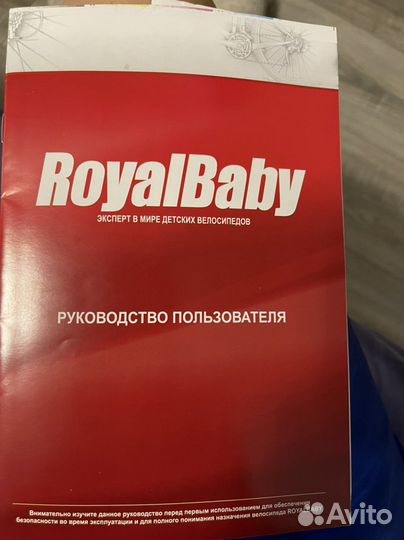 RoyalBaby
ЭКСПЕРТ В МИРЕ ДЕТСКИХ ВЕЛОСИПЕДОВ
РУКОВОДСТВО ПОЛЬЗОВАТЕЛЯ
Внимательно изучите данное руководство перед первым использованием для обеспечения
безопасности во время эксплуатации и для полного понимания назначения велосипеда ROYALBABY
Avito